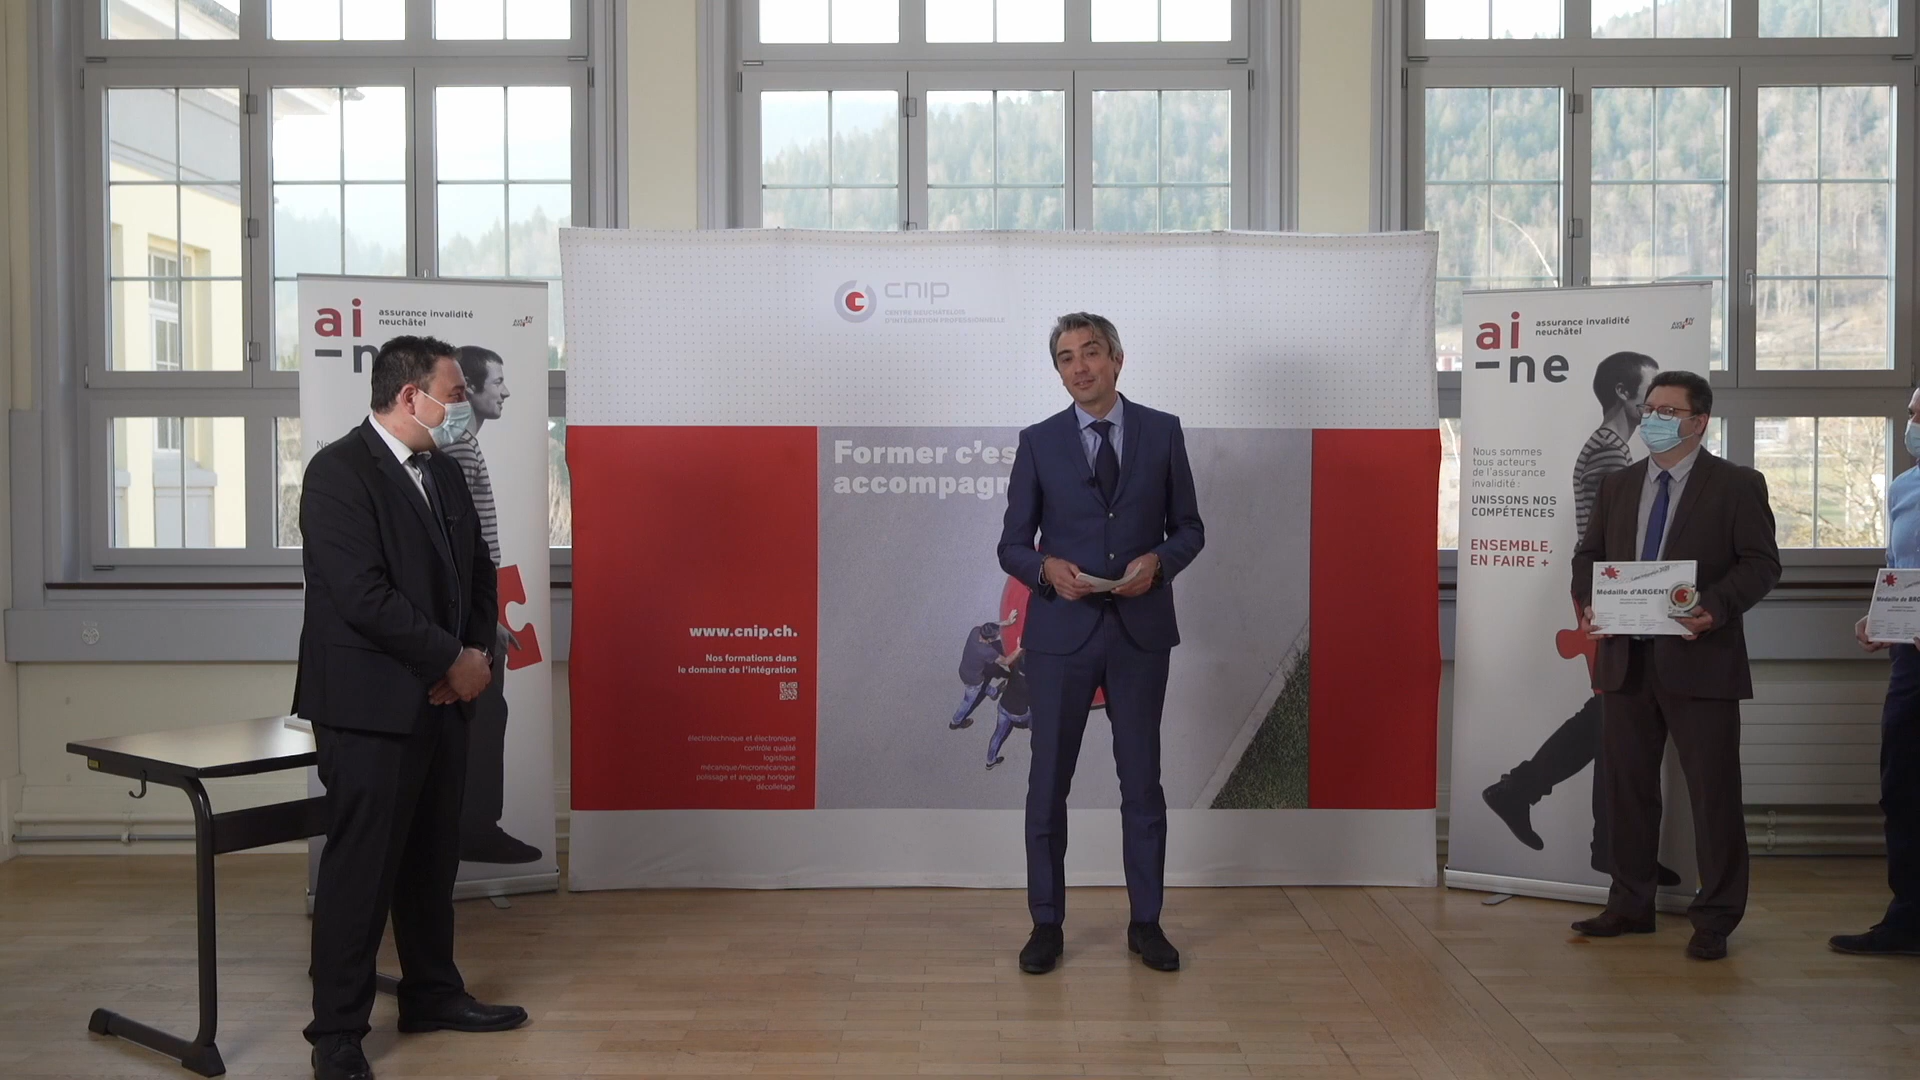 ai
-n
assurance invalidité
neuchâtel
cnip
CENTRE NEUCHÂTELOIS
D'INTÉGRATION PROFESSIONNELLE
Former c'es
accompagn
www.cnip.ch.
Nos formations dans
le domaine de l'intégration
électrotechnique et électronique
contrôle qualité
logistique
mécanique/micromécanique
polissage et anglage horloger
décolletage
ai
-ne
assurance invalidité
neuchâtel
Nous sommes
tous acteurs
de l'assurance
invalidité :
UNISSONS NOS
COMPÉTENCES
ENSEMBLE,
EN FAIRE +
Médaille d'ARGENT
Médaille de BRO